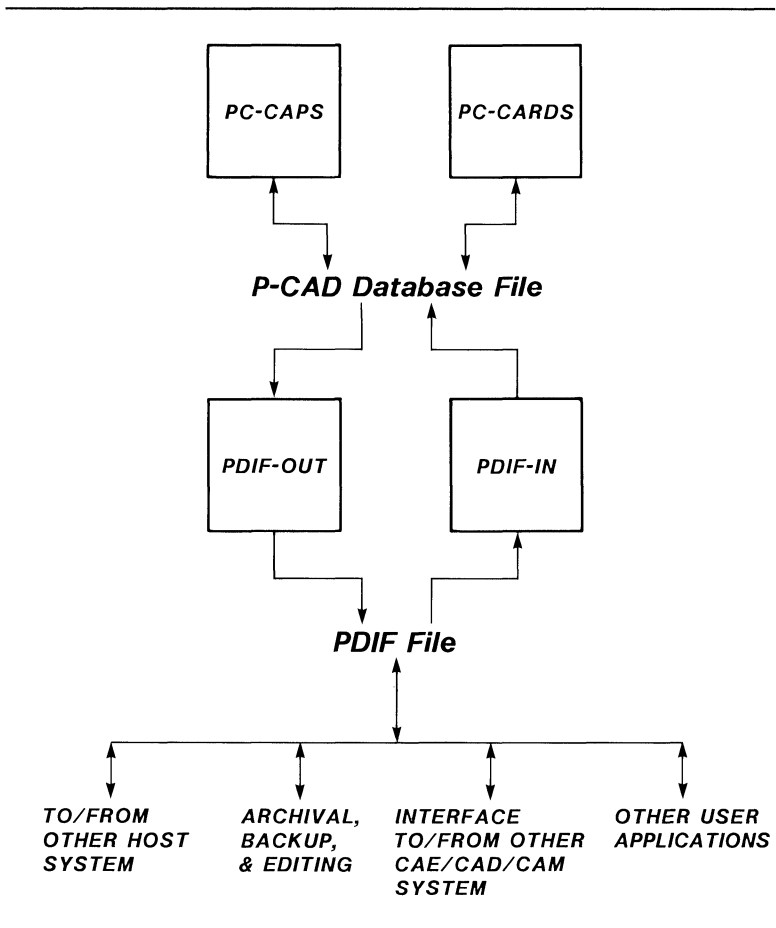 PC-CAPS
PC-CARDS
P-CAD Database File
PDIF-OUT
PDIF-IN
PDIF File
TO/FROM
OTHER HOST
SYSTEM
ARCHIVAL,
BACKUP,
& EDITING
INTERFACE
TO/FROM OTHER
CAE/CAD/CAM
SYSTEM
OTHER USER
APPLICATIONS